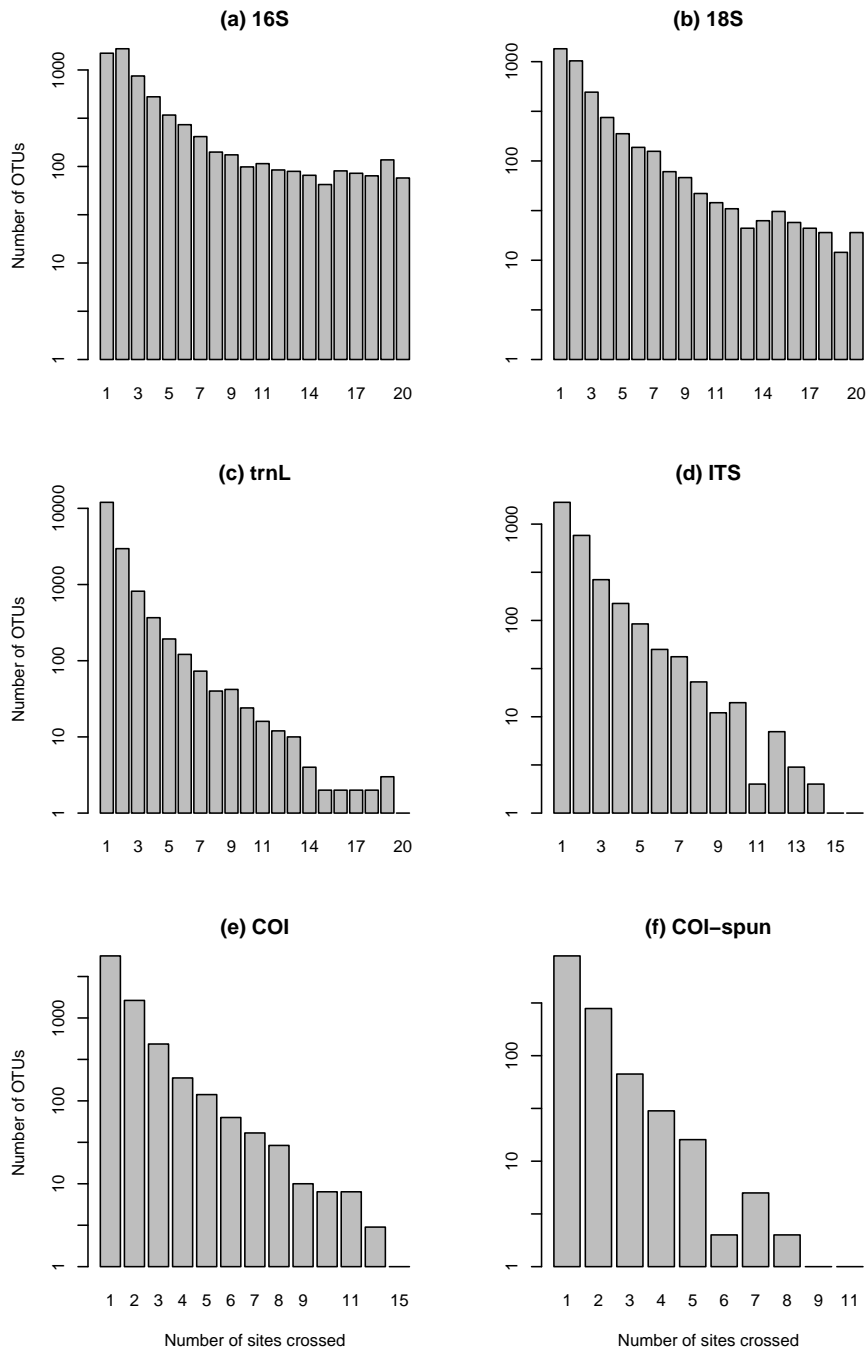 (a) 16S
Number of OTUs
1 10 100 1000
1 3 5 7 9 11 14 17 20
(b) 18S
1 10 100 1000
1 3 5 7 9 11 14 17 20
(c) trnL
Number of OTUs
1 10 100 1000 10000
1 3 5 7 9 11 14 17 20
(d) ITS
1 10 100 1000
1 3 5 7 9 11 13 15
(e) COI
Number of OTUs
1 10 100 1000
1 2 3 4 5 6 7 8 9 11 15
Number of sites crossed
(f) COI−spun
1 10 100
1 2 3 4 5 6 7 8 9 11
Number of sites crossed